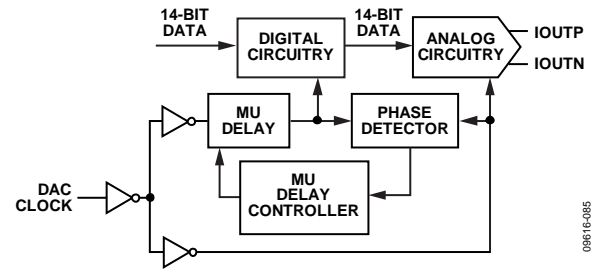 14-BIT
DATA
14-BIT
DATA
DIGITAL
CIRCUITRY
ANALOG
CIRCUITRY
IOUTP
IOUTN
MU
DELAY
PHASE
DETECTOR
MU
DELAY
CONTROLLER
DAC
CLOCK
09616-085